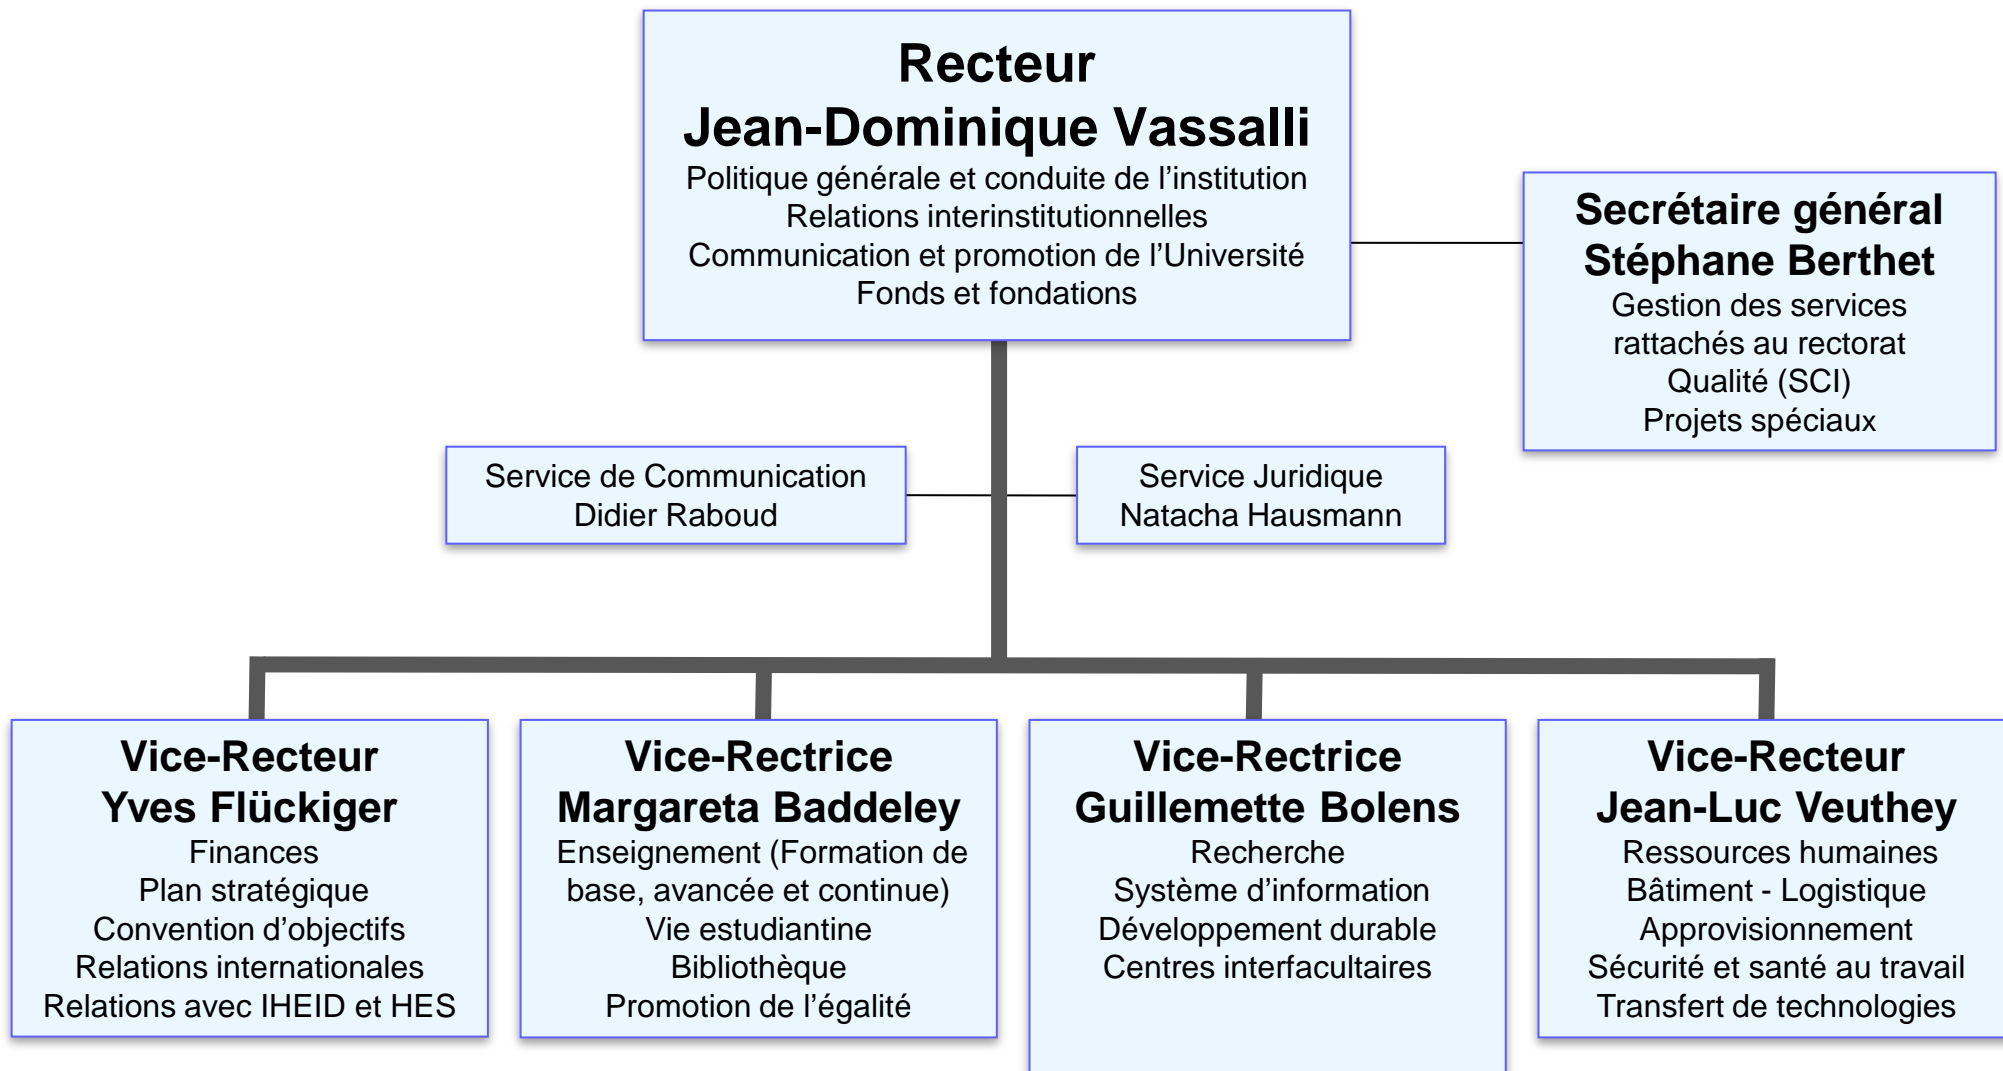 Recteur
Jean-Dominique Vassalli
Politique générale et conduite de l’institution
Relations interinstitutionnelles
Communication et promotion de l’Université
Fonds et fondations
Secrétaire général
Stéphane Berthet
Gestion des services
rattachés au rectorat
Qualité (SCI)
Projets spéciaux
Service de Communication
Didier Raboud
Service Juridique
Natacha Hausmann
Vice-Recteur
Yves Flückiger
Finances
Plan stratégique
Convention d’objectifs
Relations internationales
Relations avec IHEID et HES
Vice-Rectrice
Margareta Baddeley
Enseignement (Formation de
base, avancée et continue)
Vie estudiantine
Bibliothèque
Promotion de l’égalité
Vice-Rectrice
Guillemette Bolens
Recherche
Système d’information
Développement durable
Centres interfacultaires
Vice-Recteur
Jean-Luc Veuthey
Ressources humaines
Bâtiment - Logistique
Approvisionnement
Sécurité et santé au travail
Transfert de technologies